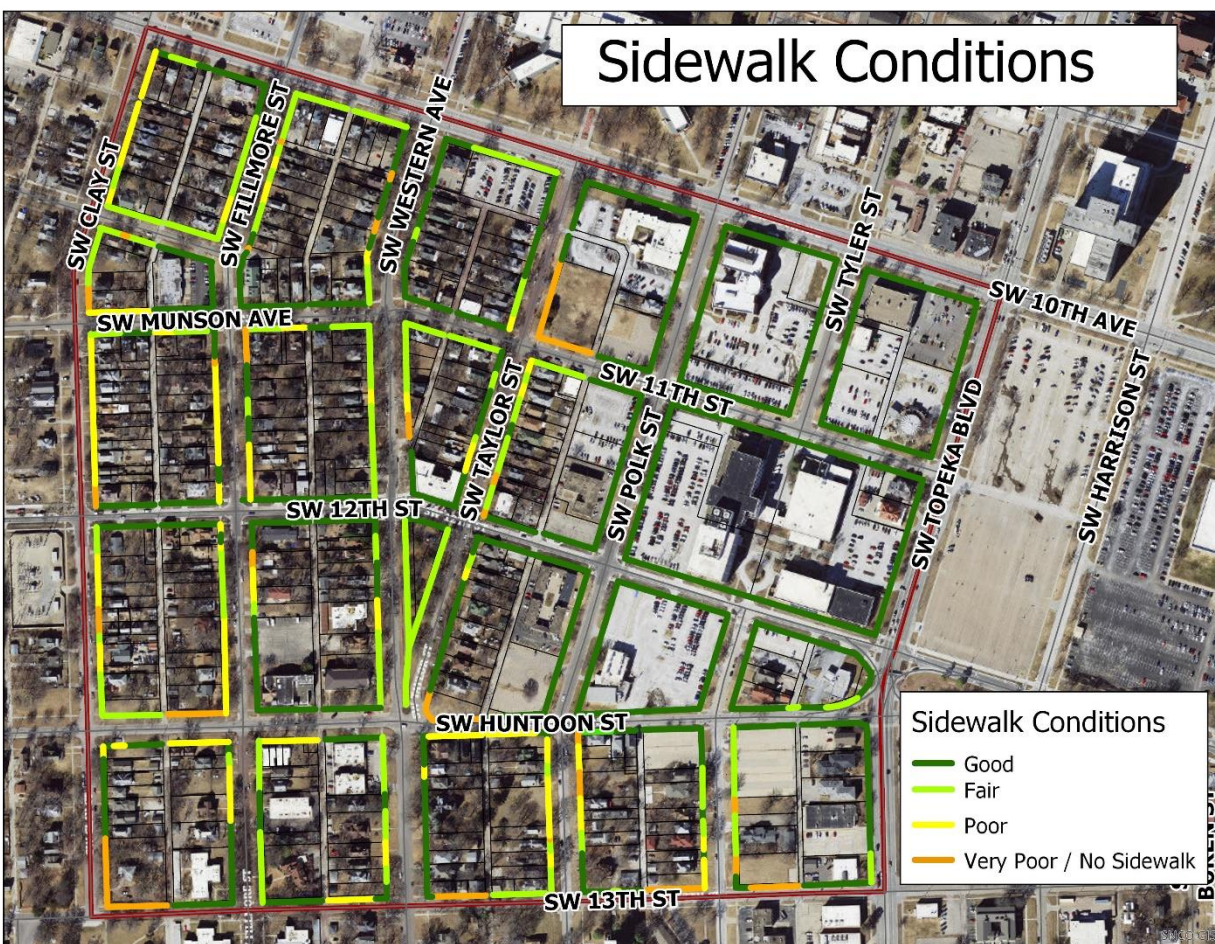 Sidewalk Conditions
SW CLAY ST
SW FILLMORE ST
SW WESTERN AVE
SW TYLER ST
SW 10TH AVE
SW MUNSON AVE
SW 11TH ST
SW TAYLOR ST
SW POLK ST
SW TOPEKA BLVD
SW HARRISON ST
SW 12TH ST
SW HUNTOON ST
SW 13TH ST
Sidewalk Conditions
Good
Fair
Poor
Very Poor / No Sidewalk